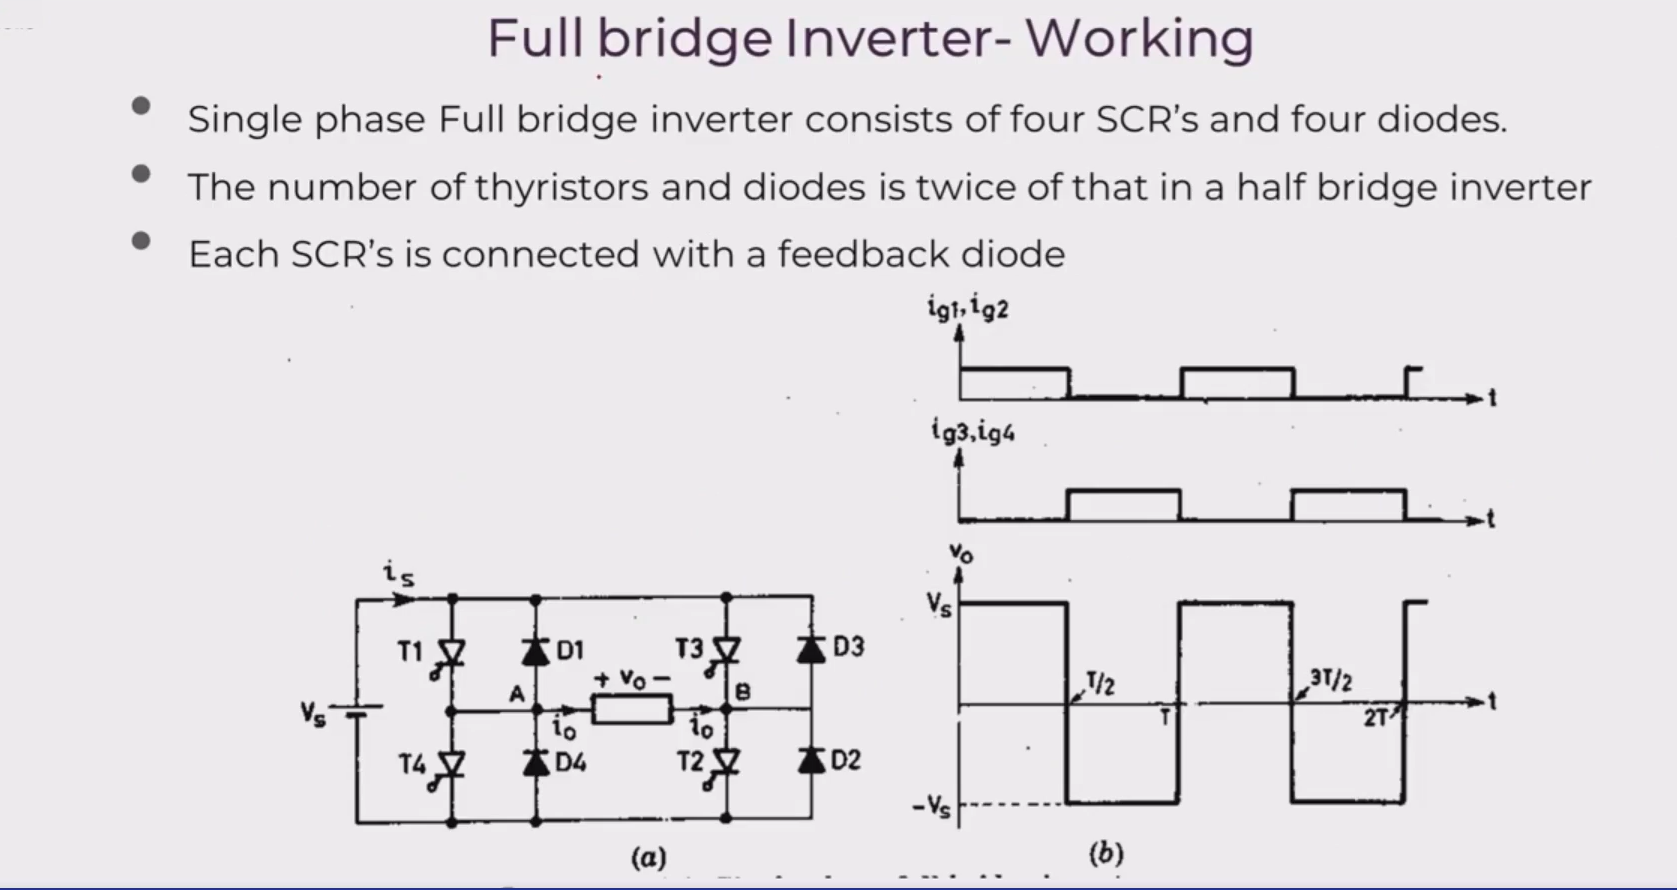 Full bridge Inverter- Working
Single phase Full bridge inverter consists of four SCR's and four diodes.
The number of thyristors and diodes is twice of that in a half bridge inverter
Each SCR's is connected with a feedback diode
ig1, ig2
t
ig3, ig4
t
vo
Vs
T/2
T
3T/2
2T
t
-Vs
(b)
is
T1
D1
T3
D3
+ vo −
A
B
Vs
io
io
T4
D4
T2
D2
(a)